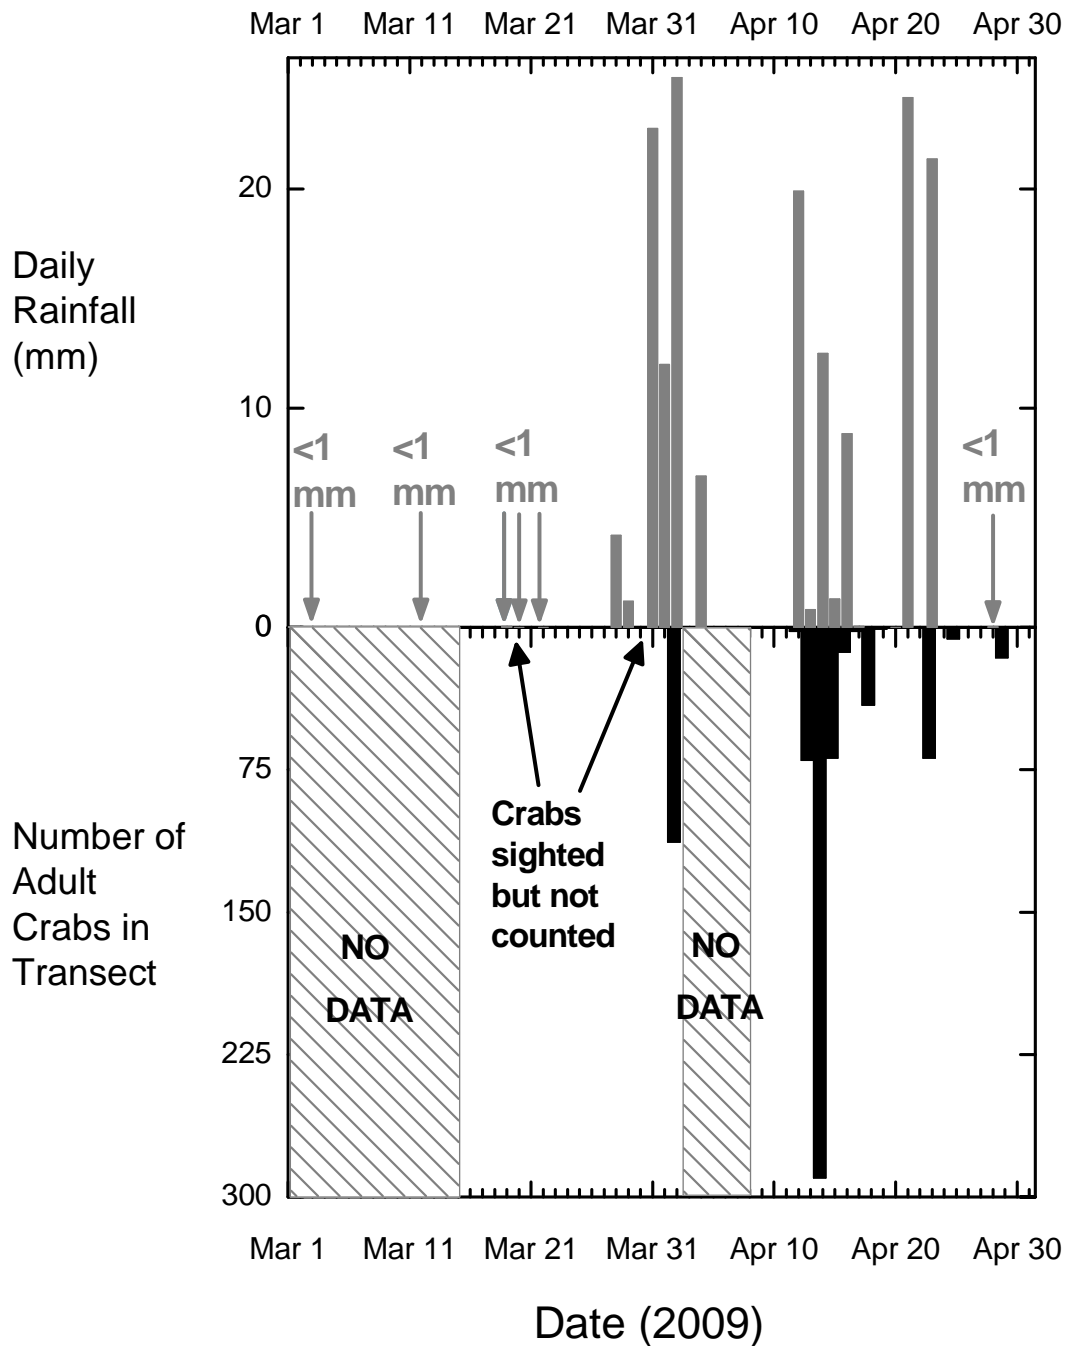 Mar 1 Mar 11 Mar 21 Mar 31 Apr 10 Apr 20 Apr 30
20
Daily
Rainfall
(mm)
10
<1
mm
<1
mm
<1
mm
<1
mm
0
75
Crabs
sighted
but not
counted
Number of
Adult
Crabs in
Transect
150
NO
DATA
NO
DATA
225
300
Mar 1 Mar 11 Mar 21 Mar 31 Apr 10 Apr 20 Apr 30
Date (2009)